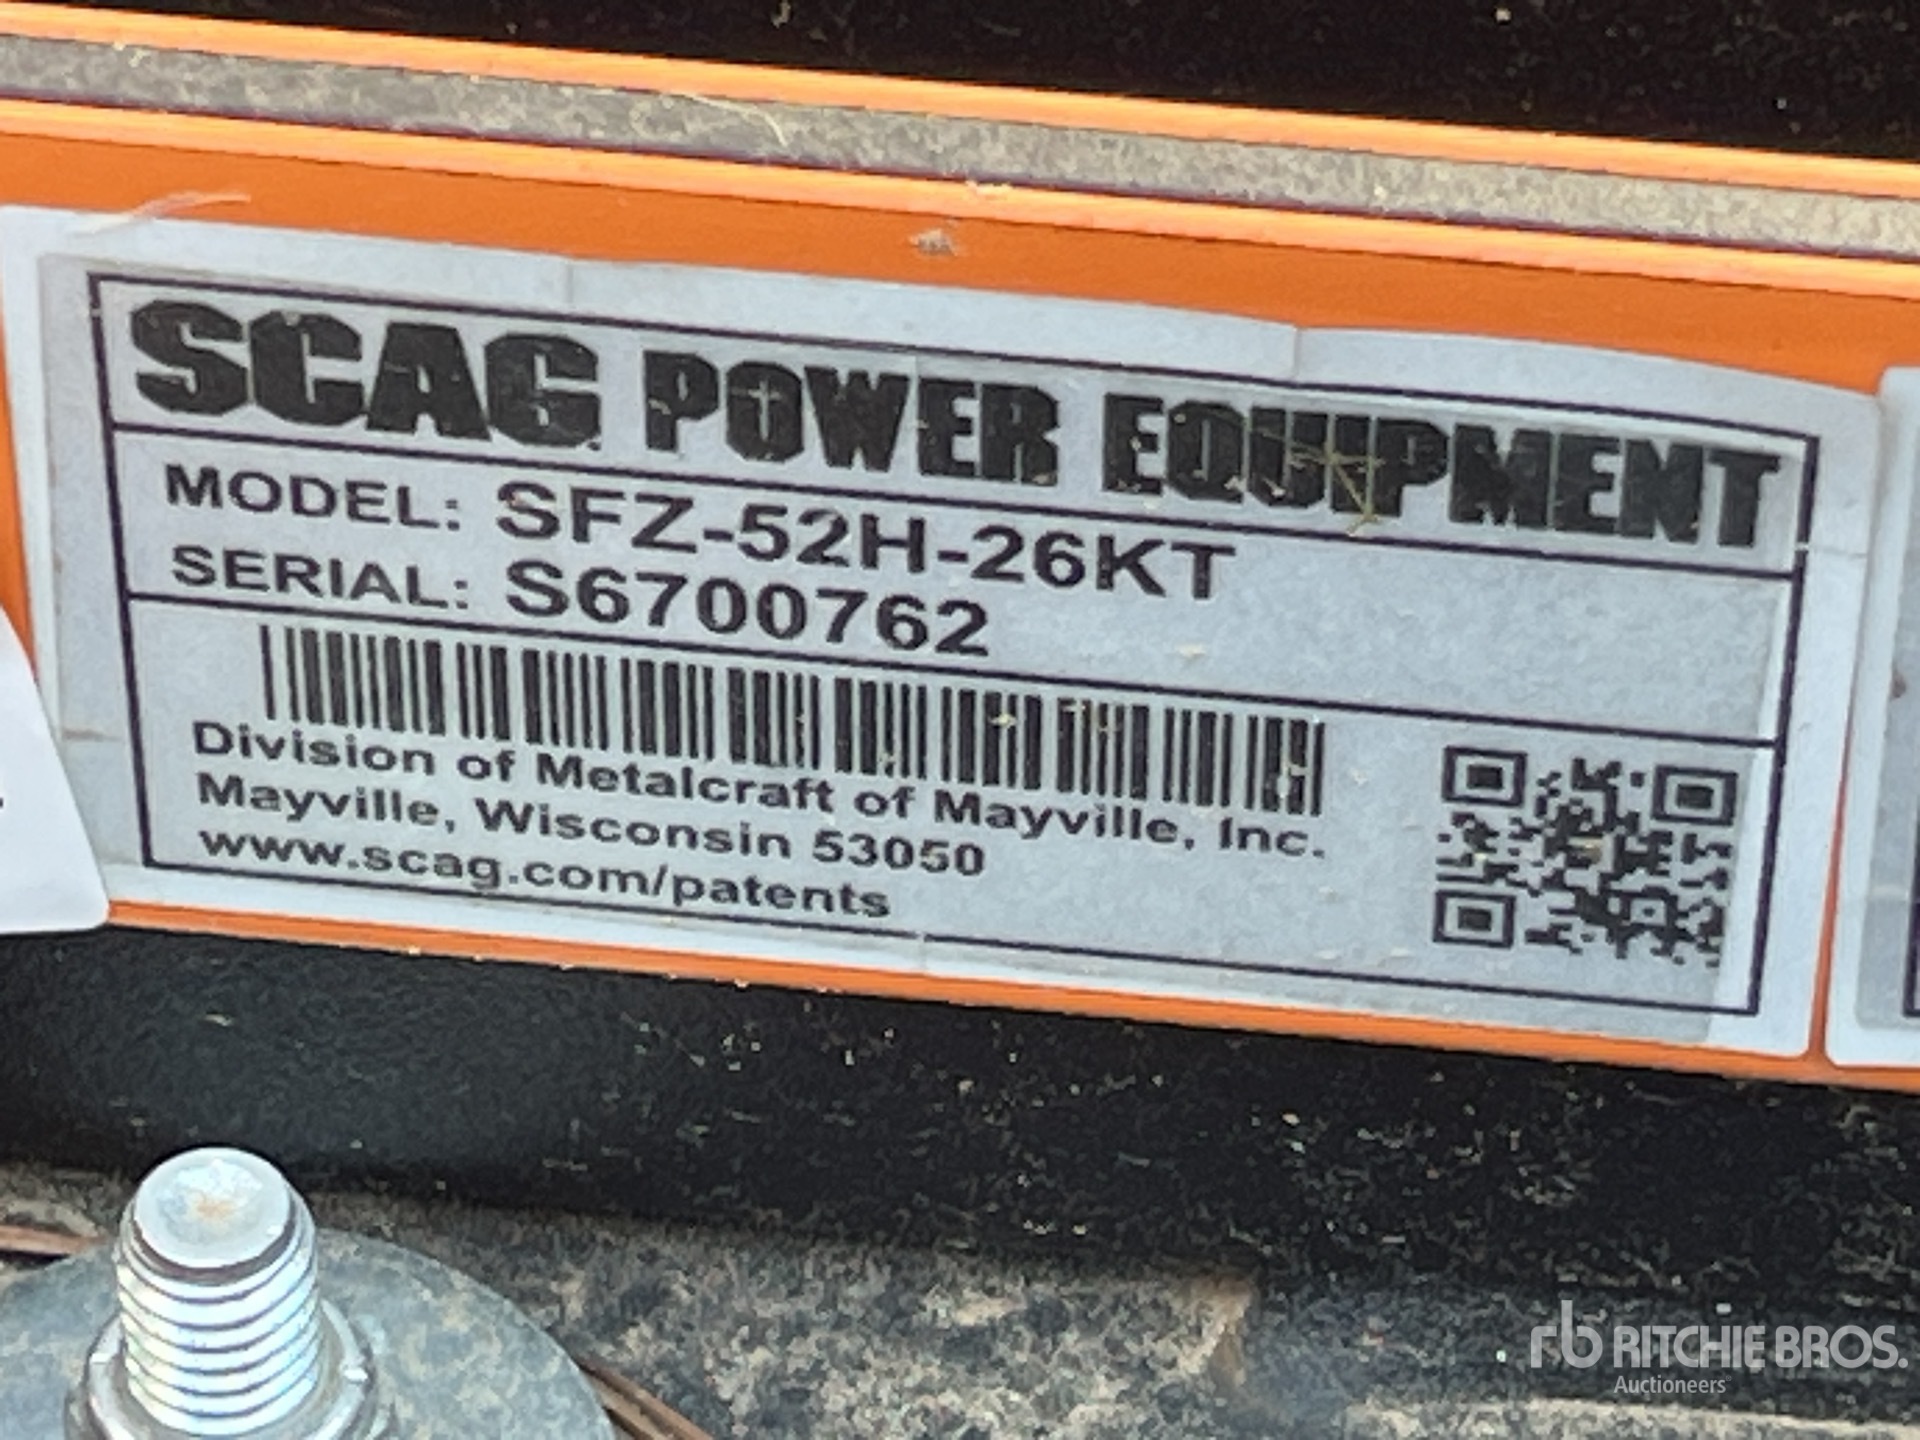 SCAG POWER EQUIPMENT
MODEL: SFZ-52H-26KT
SERIAL: S6700762
Division of Metalcraft of Mayville, Inc.
Mayville, Wisconsin 53050
www.scag.com/patents
rb RITCHIE BROS.
Auctioneers